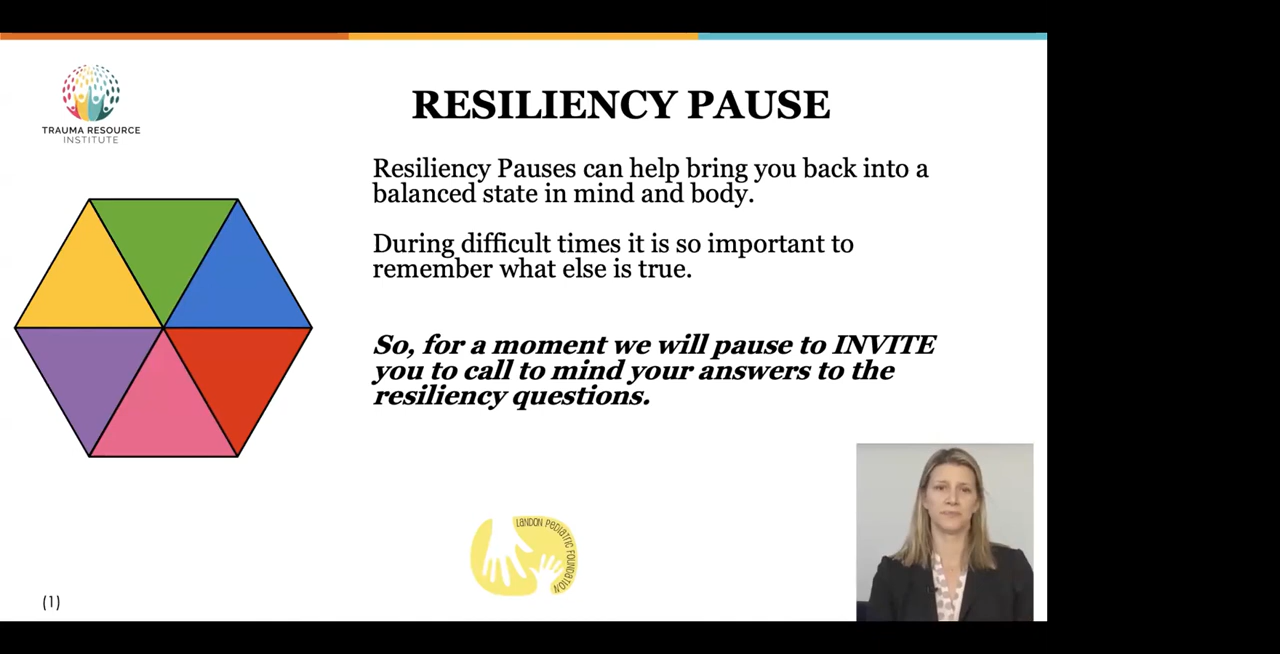 TRAUMA RESOURCE
INSTITUTE
RESILIENCY PAUSE
Resiliency Pauses can help bring you back into a
balanced state in mind and body.
During difficult times it is so important to
remember what else is true.
So, for a moment we will pause to INVITE
you to call to mind your answers to the
resiliency questions.
LANDON PEDIATRIC FOUNDATION
(1)